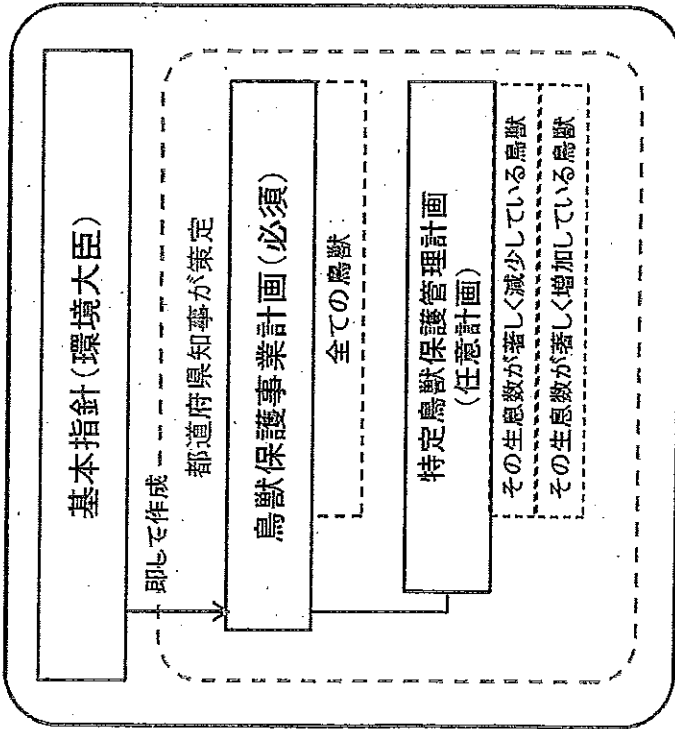 基本指針(環境大臣)
即して作成
都道府県知事が策定
鳥獣保護事業計画(必須)
全ての鳥獣
特定鳥獣保護管理計画
(任意計画)
その生息数が著しく減少している鳥獣
その生息数が著しく増加している鳥獣